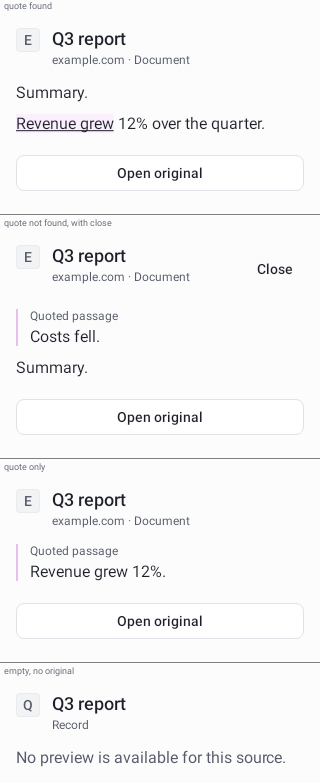 quote found
E
Q3 report
example.com · Document
Summary.
Revenue grew 12% over the quarter.
Open original
quote not found, with close
E
Q3 report
example.com · Document
Close
Quoted passage
Costs fell.
Summary.
Open original
quote only
E
Q3 report
example.com · Document
Quoted passage
Revenue grew 12%.
Open original
empty, no original
Q
Q3 report
Record
No preview is available for this source.